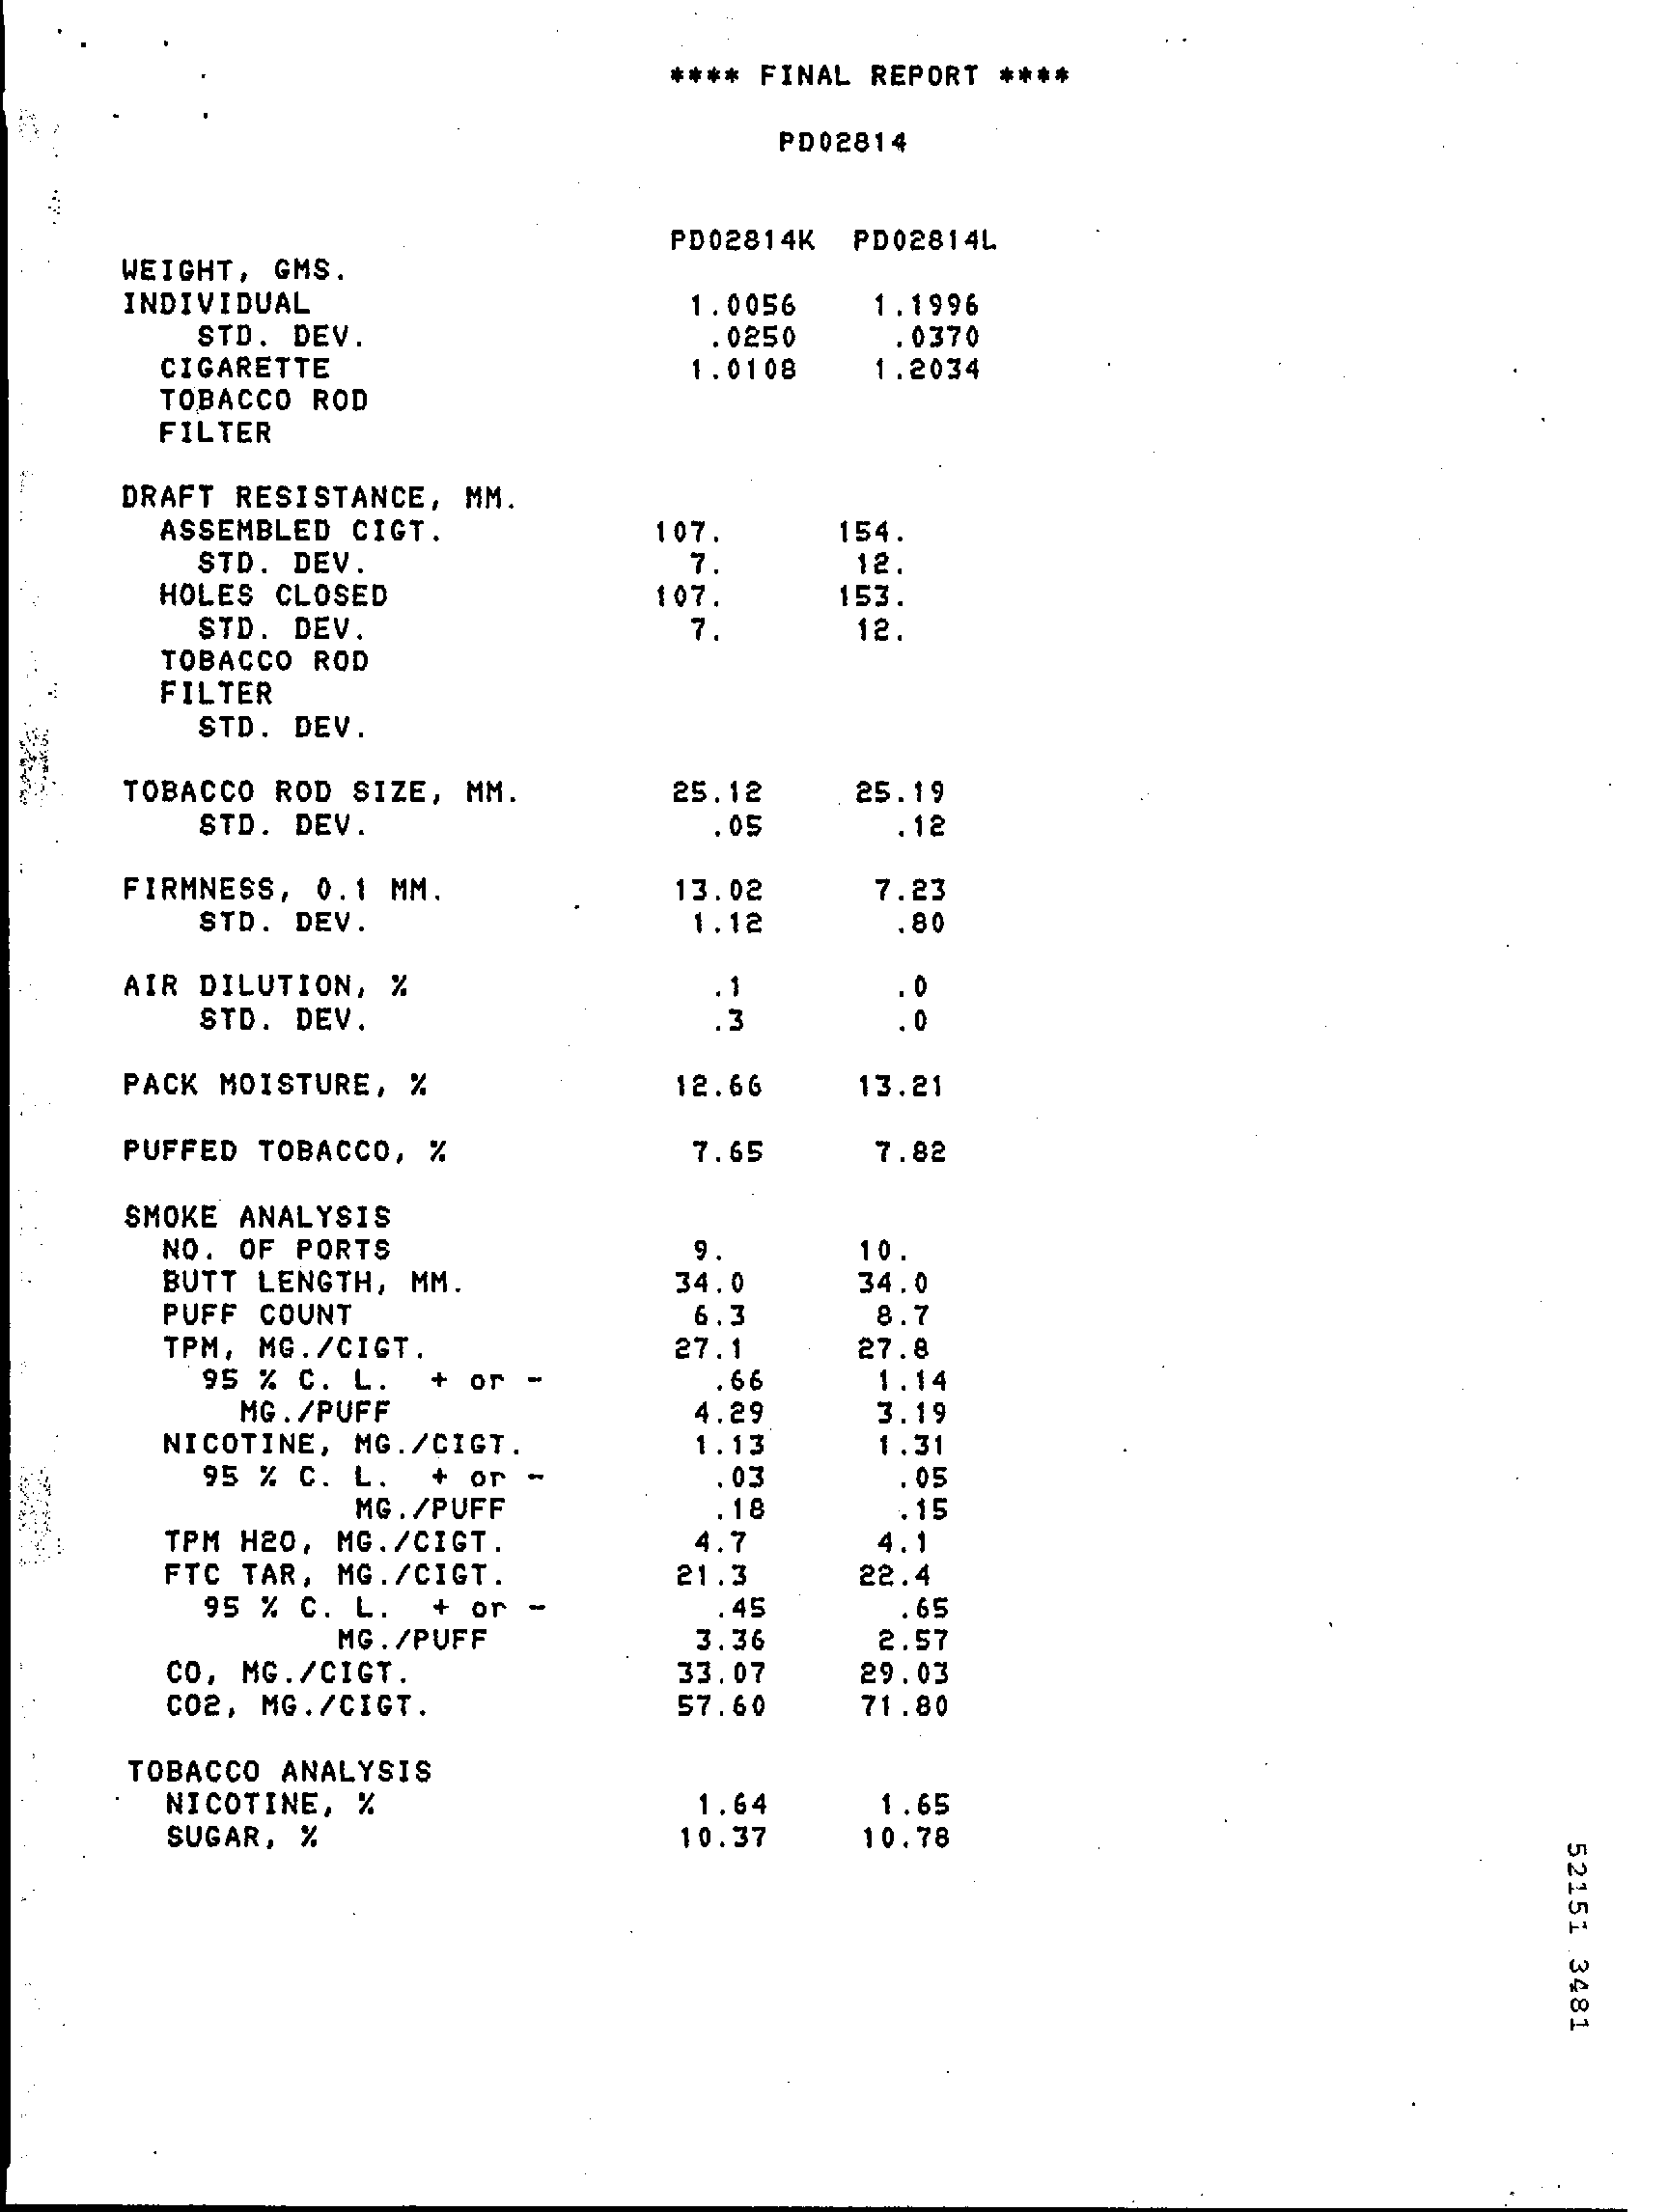 **** FINAL REPORT ****
PD02814
PD02814K PD02814L
WEIGHT, GMS.
INDIVIDUAL 1.0056 1.1996
STD. DEV. .0250 .0370
CIGARETTE 1.0108 1.2034
TOBACCO ROD
FILTER
DRAFT RESISTANCE, MM.
ASSEMBLED CIGT. 107. 154.
STD. DEV. 7. 12.
HOLES CLOSED 107. 153.
STD. DEV. 7. 12.
TOBACCO ROD
FILTER
STD. DEV.
TOBACCO ROD SIZE, MM. 25.12 25.19
STD. DEV. .05 .12
FIRMNESS, 0.1 MM. 13.02 7.23
STD. DEV. 1.12 .80
AIR DILUTION, % .1 .0
STD. DEV. .3 .0
PACK MOISTURE, % 12.66 13.21
PUFFED TOBACCO, % 7.65 7.82
SMOKE ANALYSIS
NO. OF PORTS 9. 10.
BUTT LENGTH, MM. 34.0 34.0
PUFF COUNT 6.3 8.7
TPM, MG./CIGT. 27.1 27.8
95 % C. L. + or - .66 1.14
MG./PUFF 4.29 3.19
NICOTINE, MG./CIGT. 1.13 1.31
95 % C. L. + or - .03 .05
MG./PUFF .18 .15
TPM H2O, MG./CIGT. 4.7 4.1
FTC TAR, MG./CIGT. 21.3 22.4
95 % C. L. + or - .45 .65
MG./PUFF 3.36 2.57
CO, MG./CIGT. 33.07 29.03
CO2, MG./CIGT. 57.60 71.80
TOBACCO ANALYSIS
NICOTINE, % 1.64 1.65
SUGAR, % 10.37 10.78
52151 3481